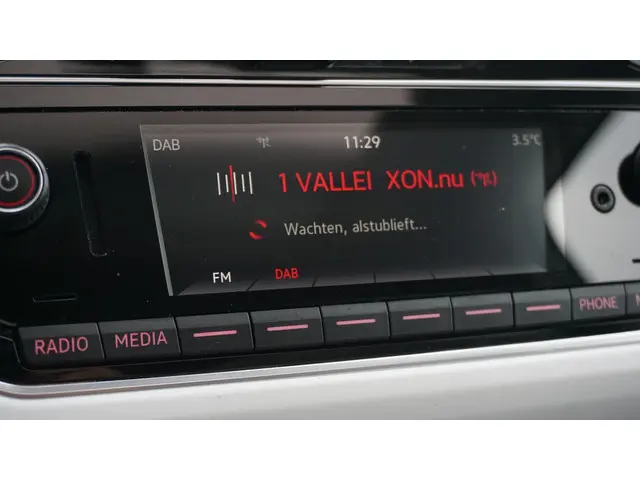 DAB 11:29 3.5°C
1 VALLEI XON.nu
Wachten, alstublieft...
FM DAB
RADIO MEDIA PHONE